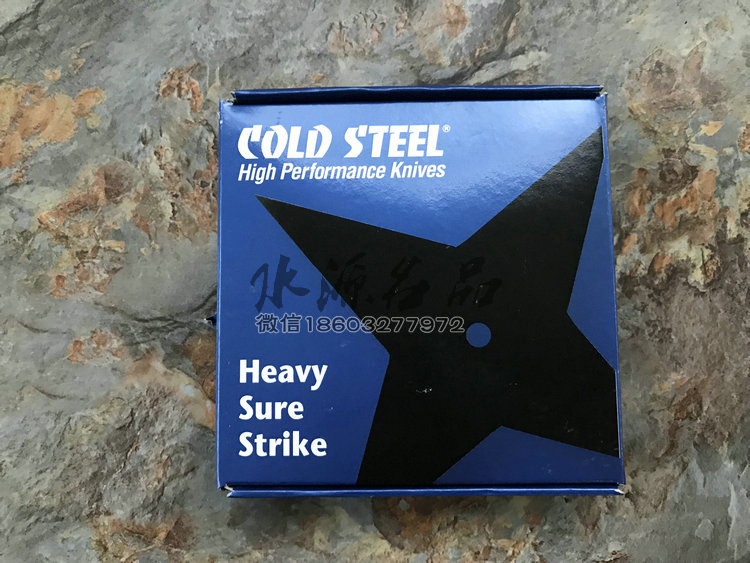 COLD STEEL®
High Performance Knives
水源名品
微信18603277972
Heavy
Sure
Strike